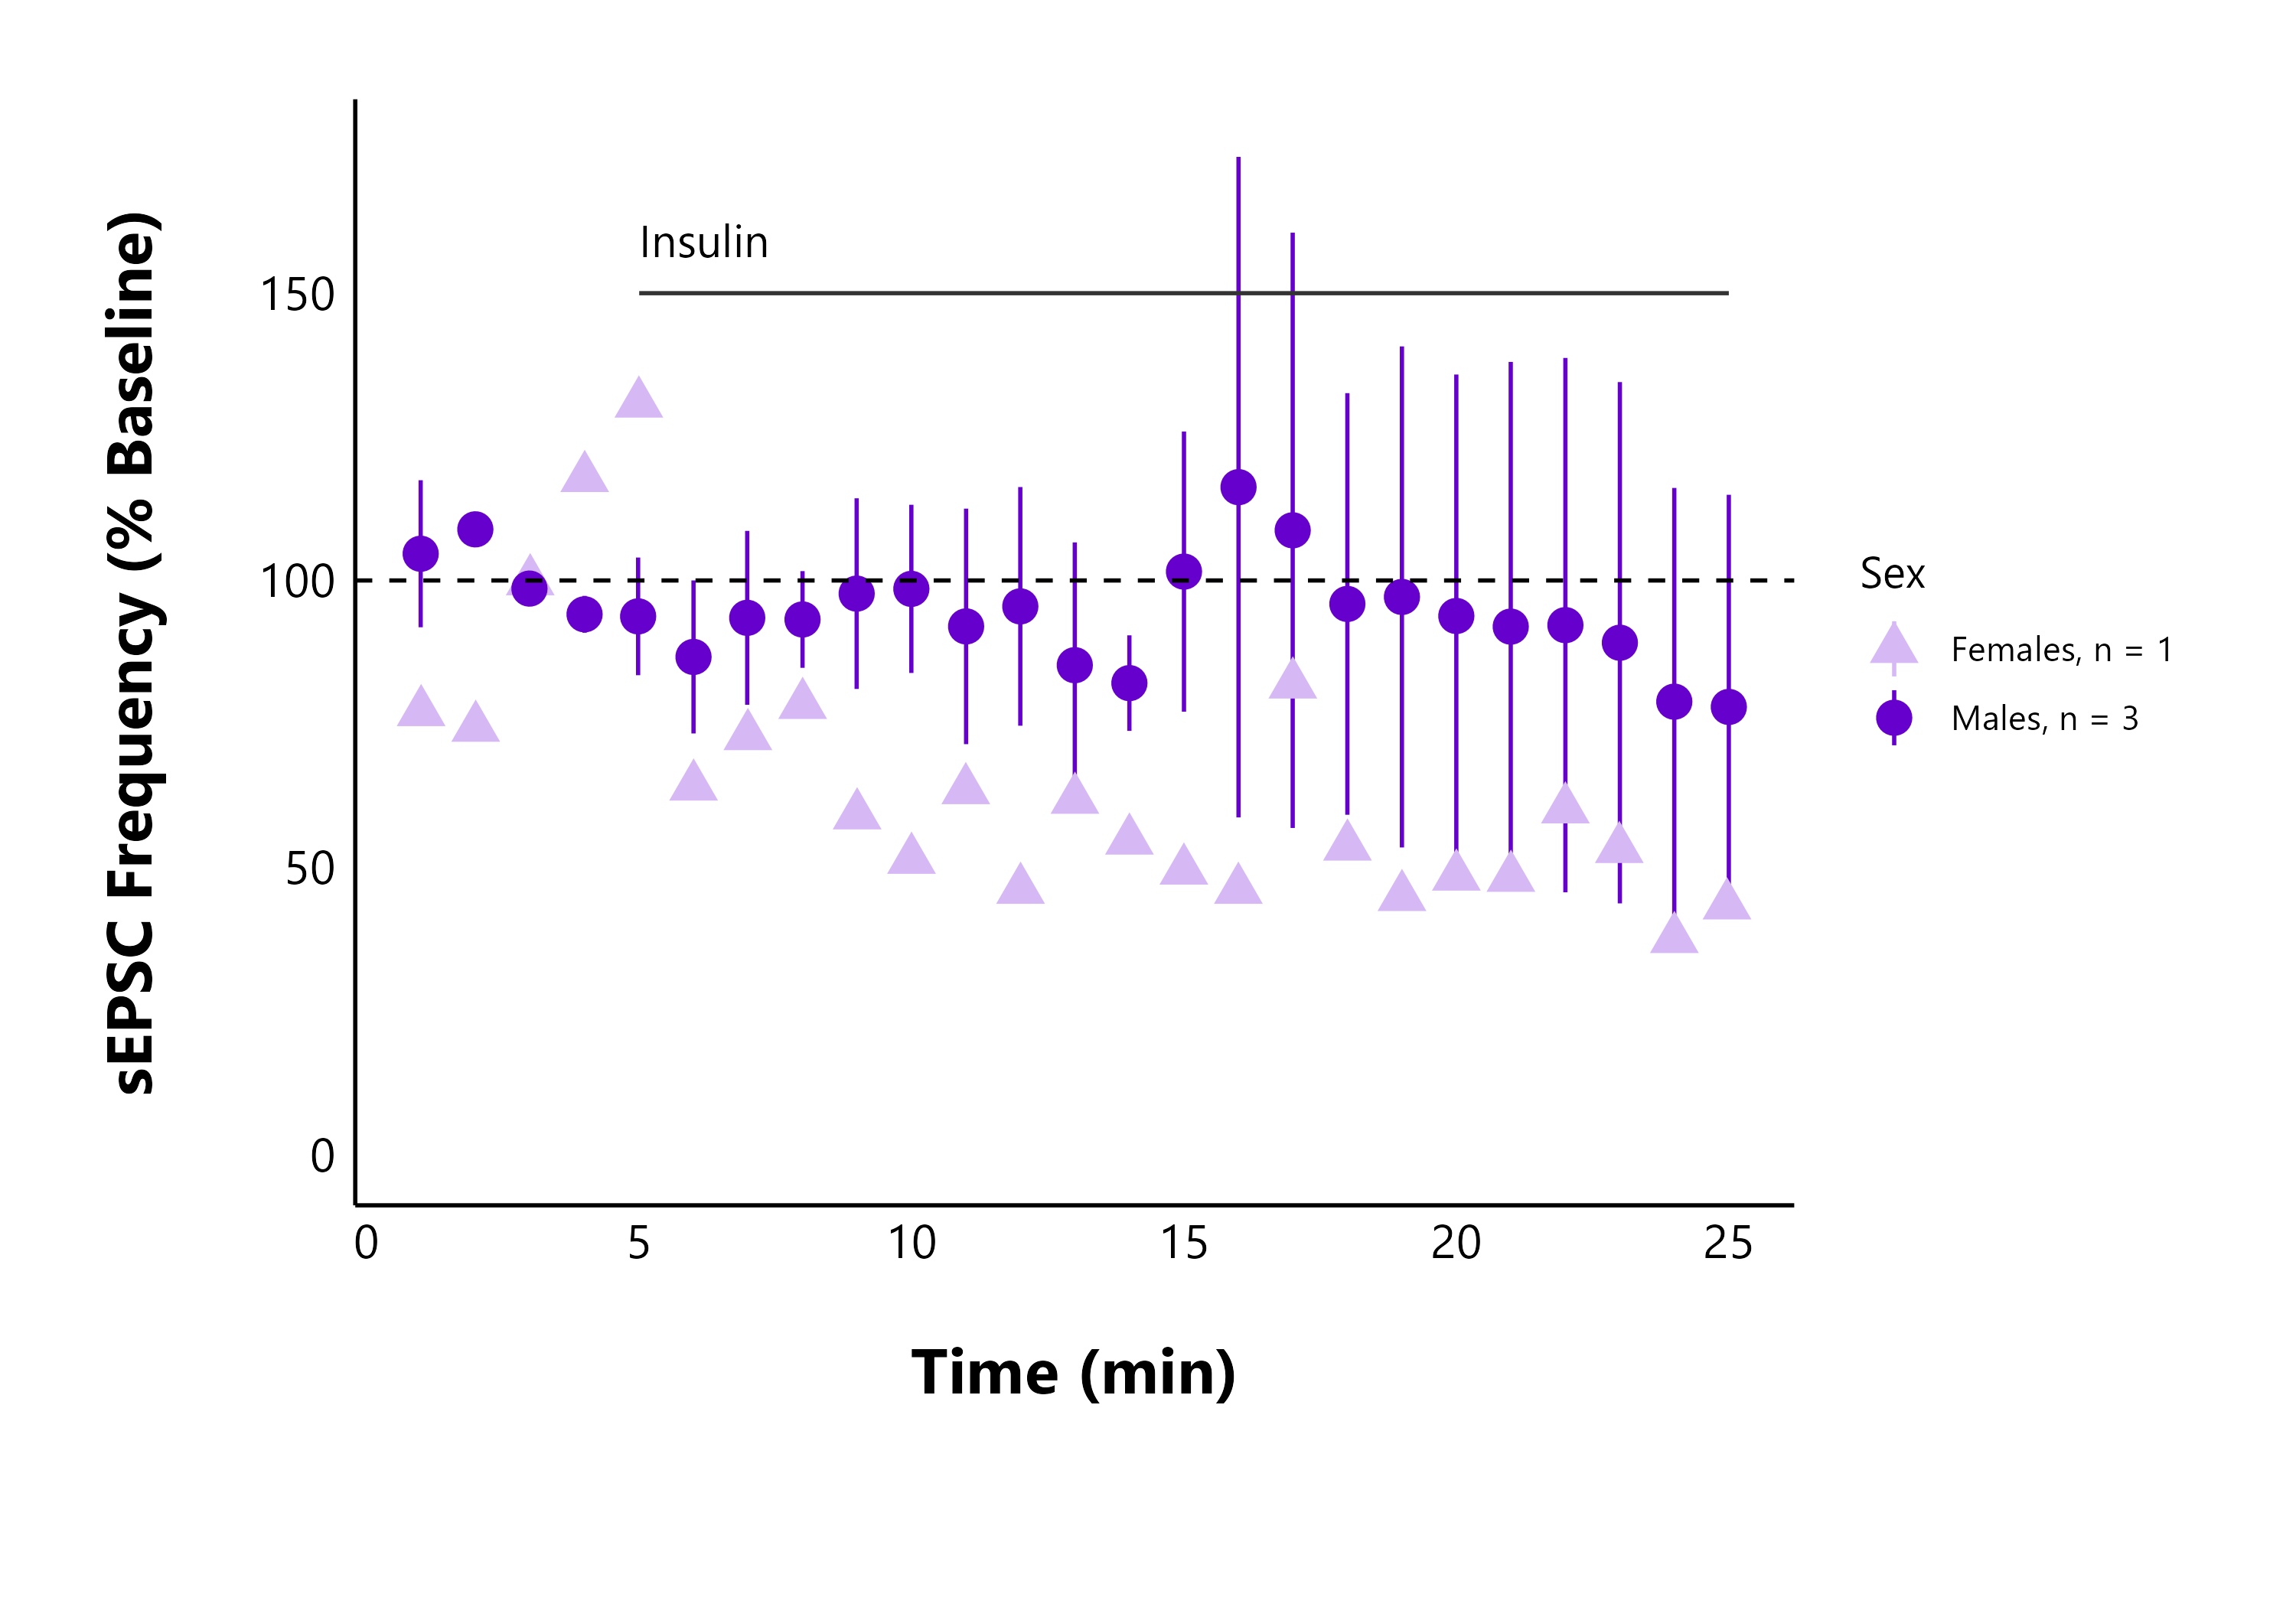 sEPSC Frequency (% Baseline)
150
100
50
0
Insulin
0 5 10 15 20 25
Time (min)
Sex
Females, n = 1
Males, n = 3